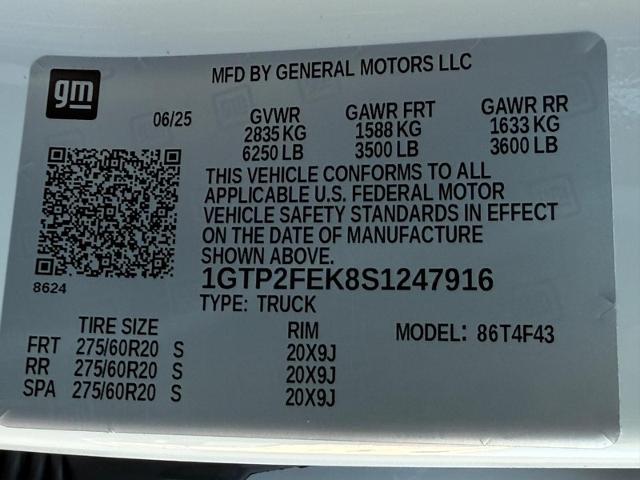 gm
MFD BY GENERAL MOTORS LLC
06/25 GVWR GAWR FRT GAWR RR
2835 KG 1588 KG 1633 KG
6250 LB 3500 LB 3600 LB
THIS VEHICLE CONFORMS TO ALL
APPLICABLE U.S. FEDERAL MOTOR
VEHICLE SAFETY STANDARDS IN EFFECT
ON THE DATE OF MANUFACTURE
SHOWN ABOVE.
8624
1GTP2FEK8S1247916
TYPE: TRUCK
TIRE SIZE RIM MODEL: 86T4F43
FRT 275/60R20 S 20X9J
RR 275/60R20 S 20X9J
SPA 275/60R20 S 20X9J